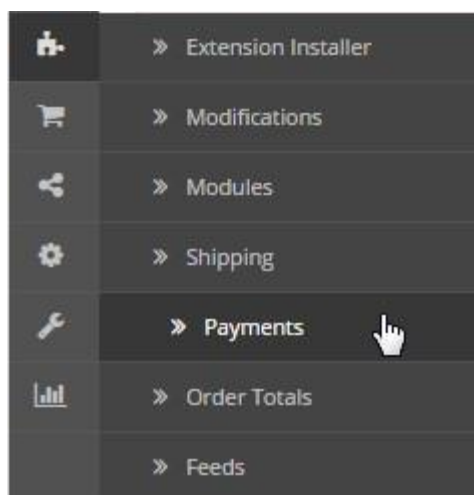 Extension Installer
Modifications
Modules
Shipping
Payments
Order Totals
Feeds